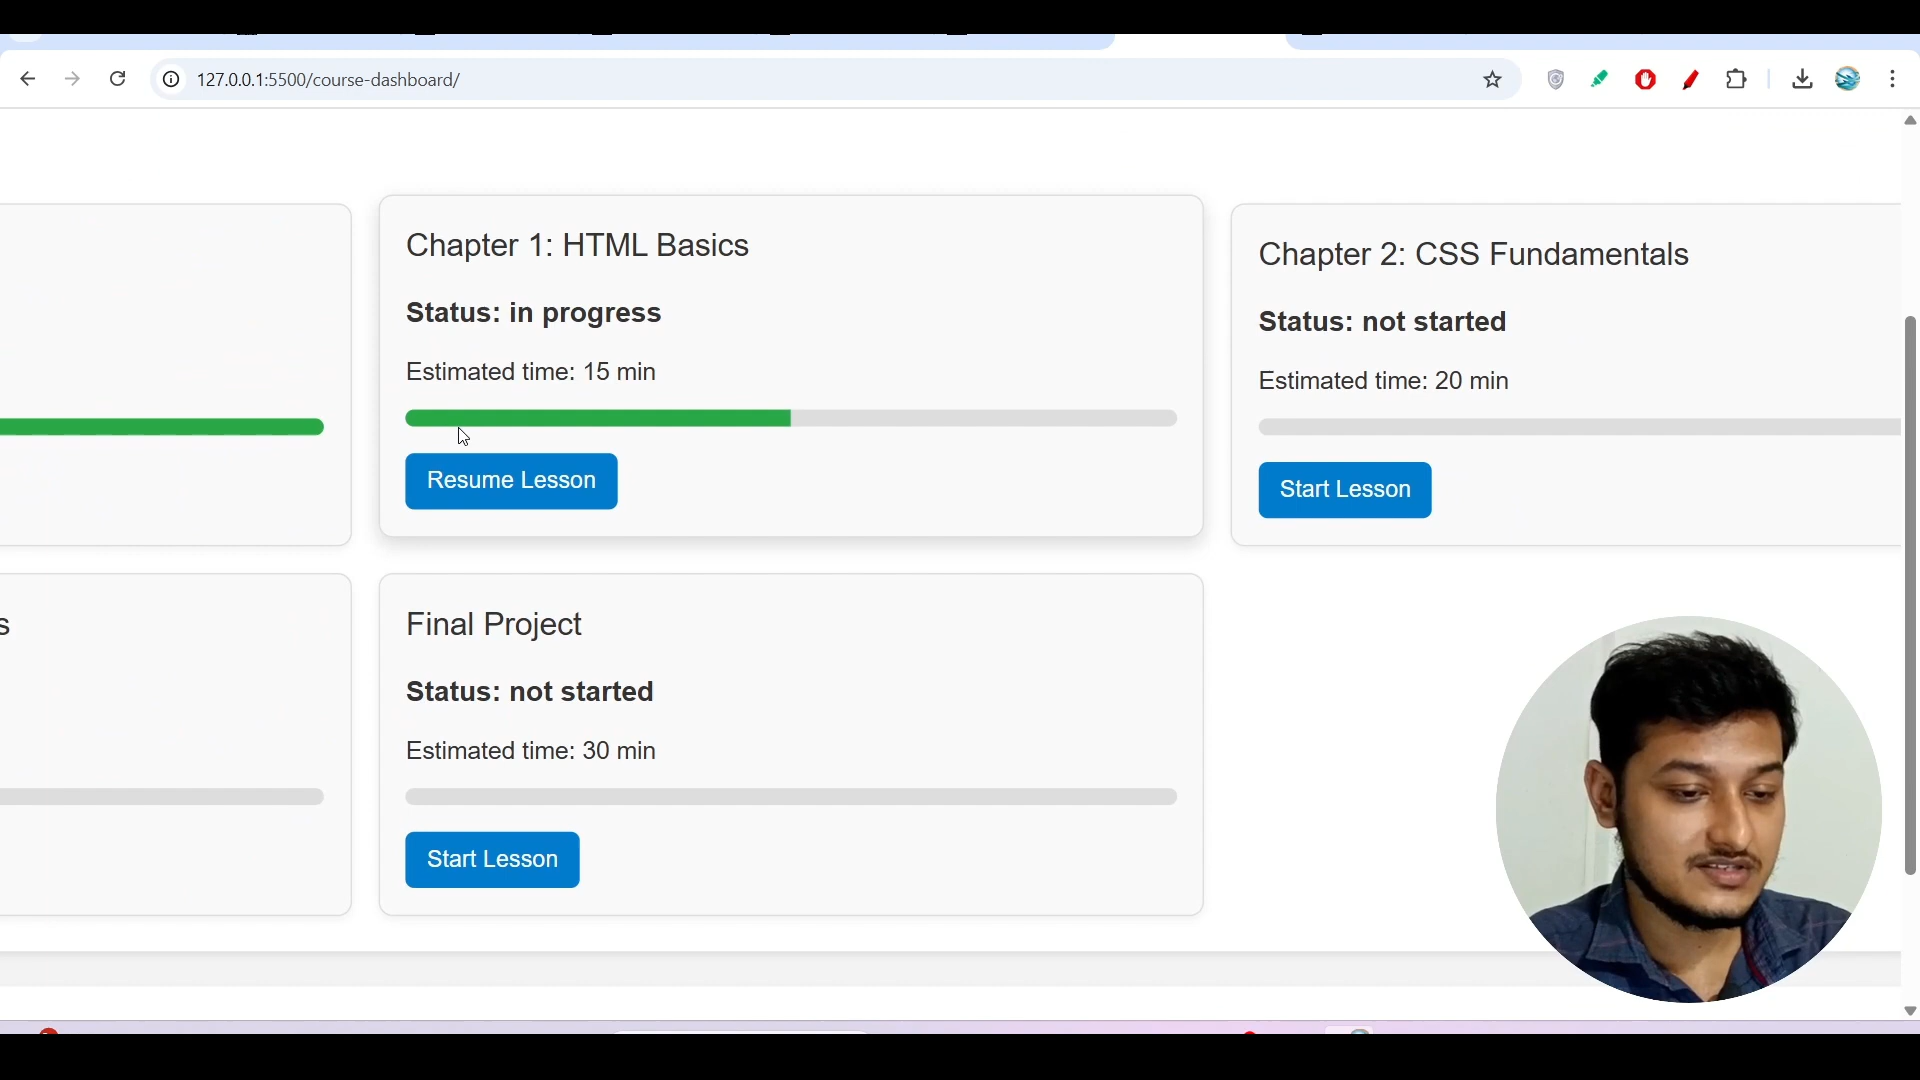 127.0.0.1:5500/course-dashboard/
Chapter 1: HTML Basics
Status: in progress
Estimated time: 15 min
Resume Lesson
Chapter 2: CSS Fundamentals
Status: not started
Estimated time: 20 min
Start Lesson
s
Final Project
Status: not started
Estimated time: 30 min
Start Lesson